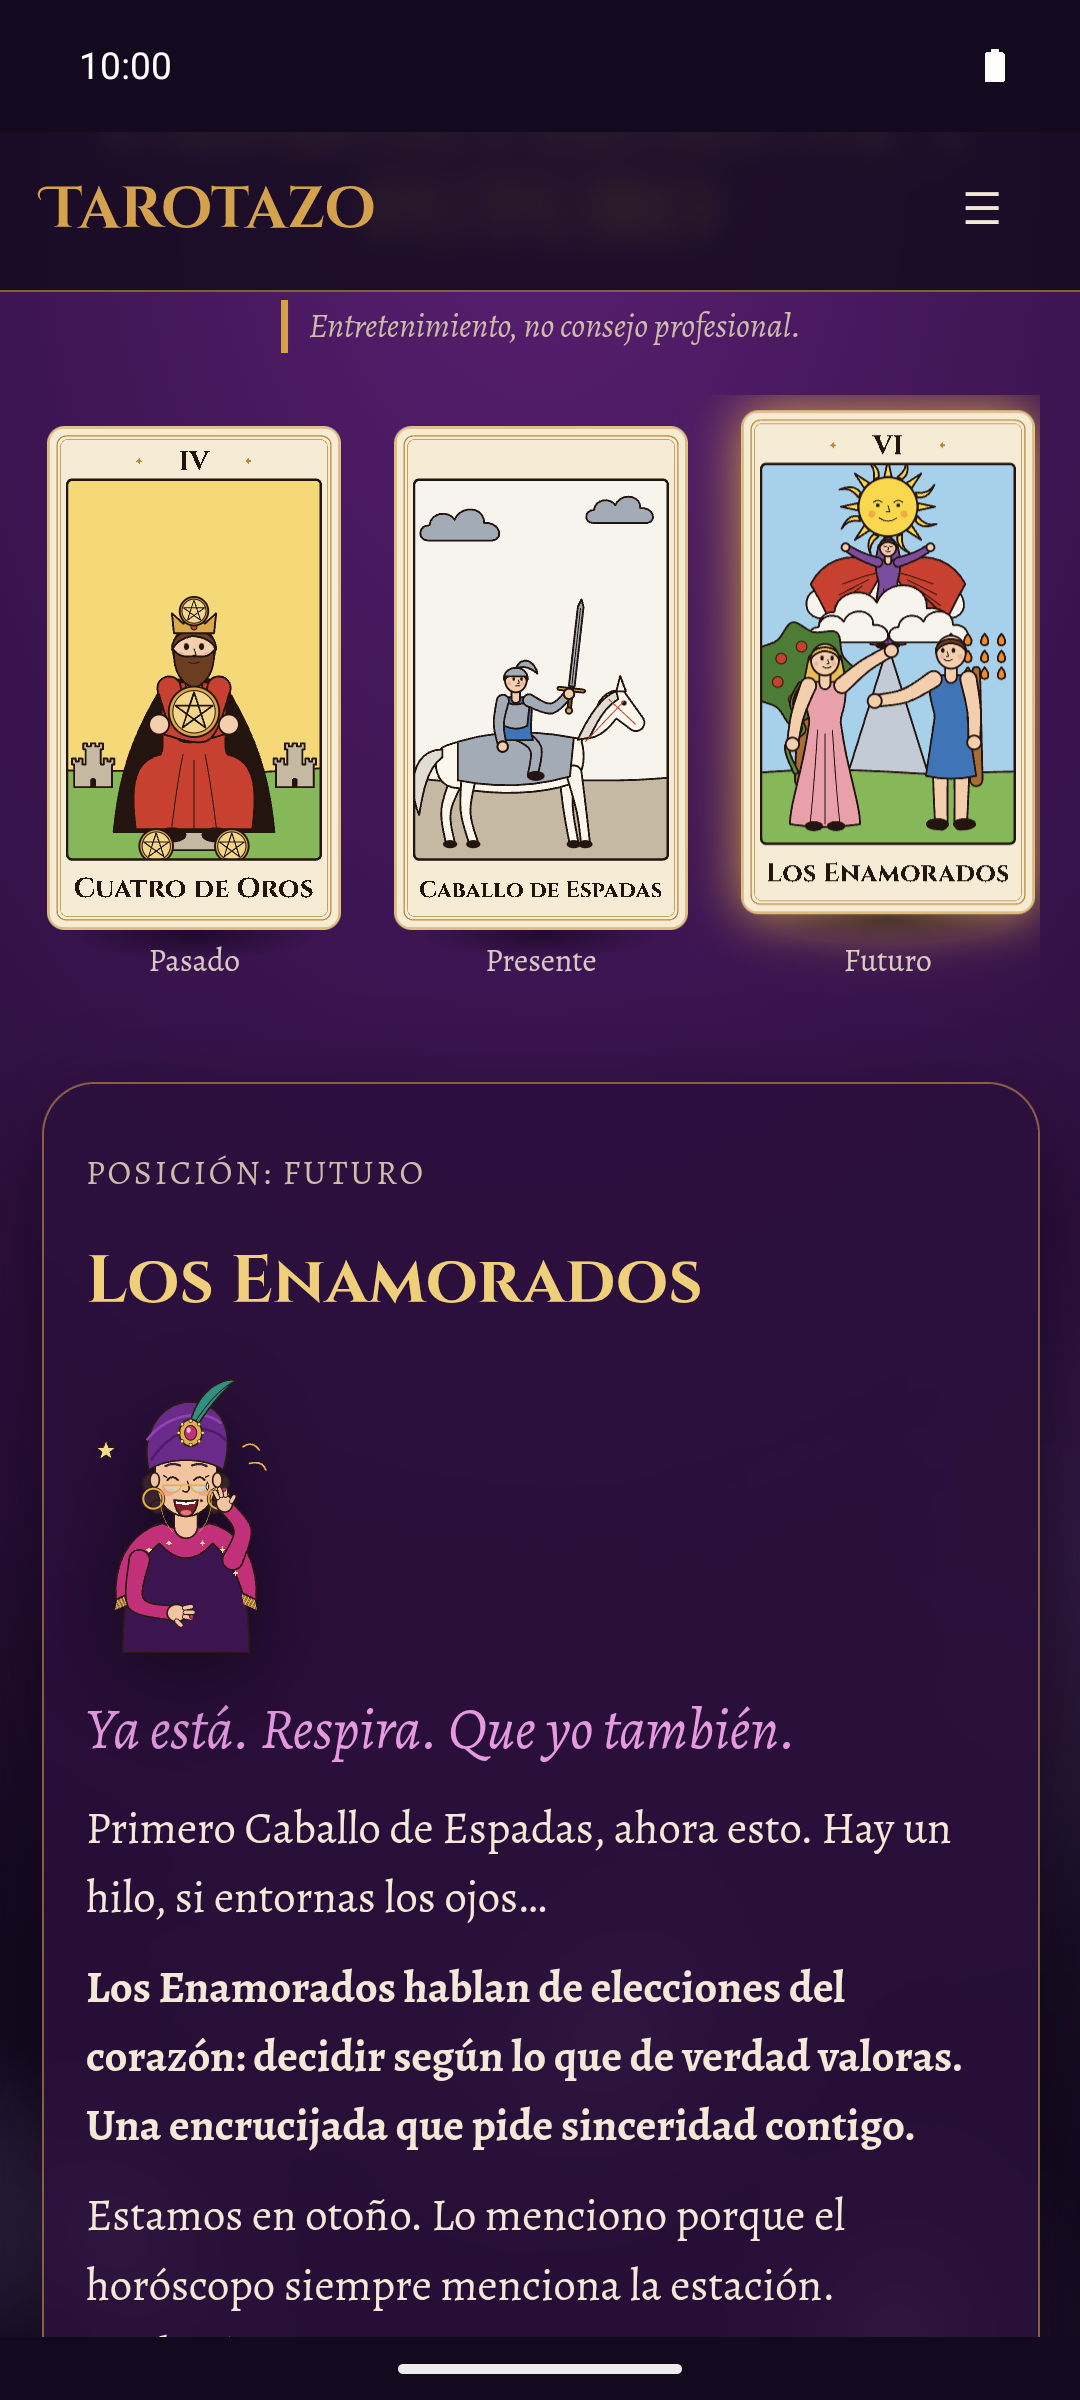 10:00
TAROTAZO
Entretenimiento, no consejo profesional.
IV
VI
Cuatro de Oros
Caballo de Espadas
Los Enamorados
Pasado
Presente
Futuro
POSICIÓN: FUTURO
Los Enamorados
Ya está. Respira. Que yo también.
Primero Caballo de Espadas, ahora esto. Hay un
hilo, si entornas los ojos...
Los Enamorados hablan de elecciones del
corazón: decidir según lo que de verdad valoras.
Una encrucijada que pide sinceridad contigo.
Estamos en otoño. Lo menciono porque el
horóscopo siempre menciona la estación.